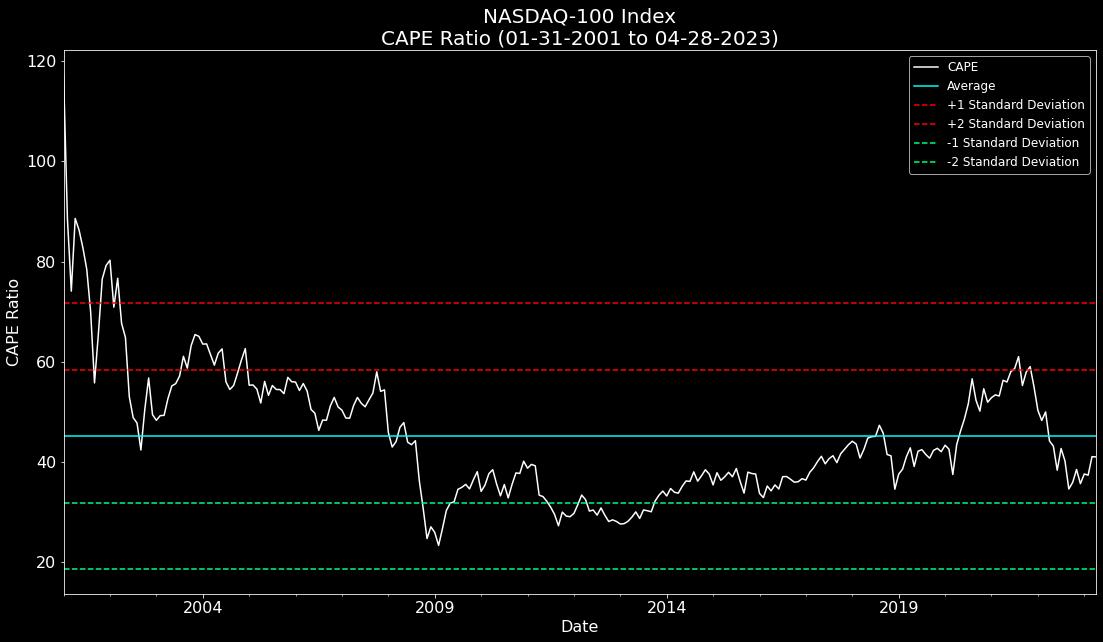 NASDAQ-100 Index
CAPE Ratio (01-31-2001 to 04-28-2023)
CAPE
Average
+1 Standard Deviation
+2 Standard Deviation
-1 Standard Deviation
-2 Standard Deviation
CAPE Ratio
120
100
80
60
40
20
2004
2009
2014
2019
Date